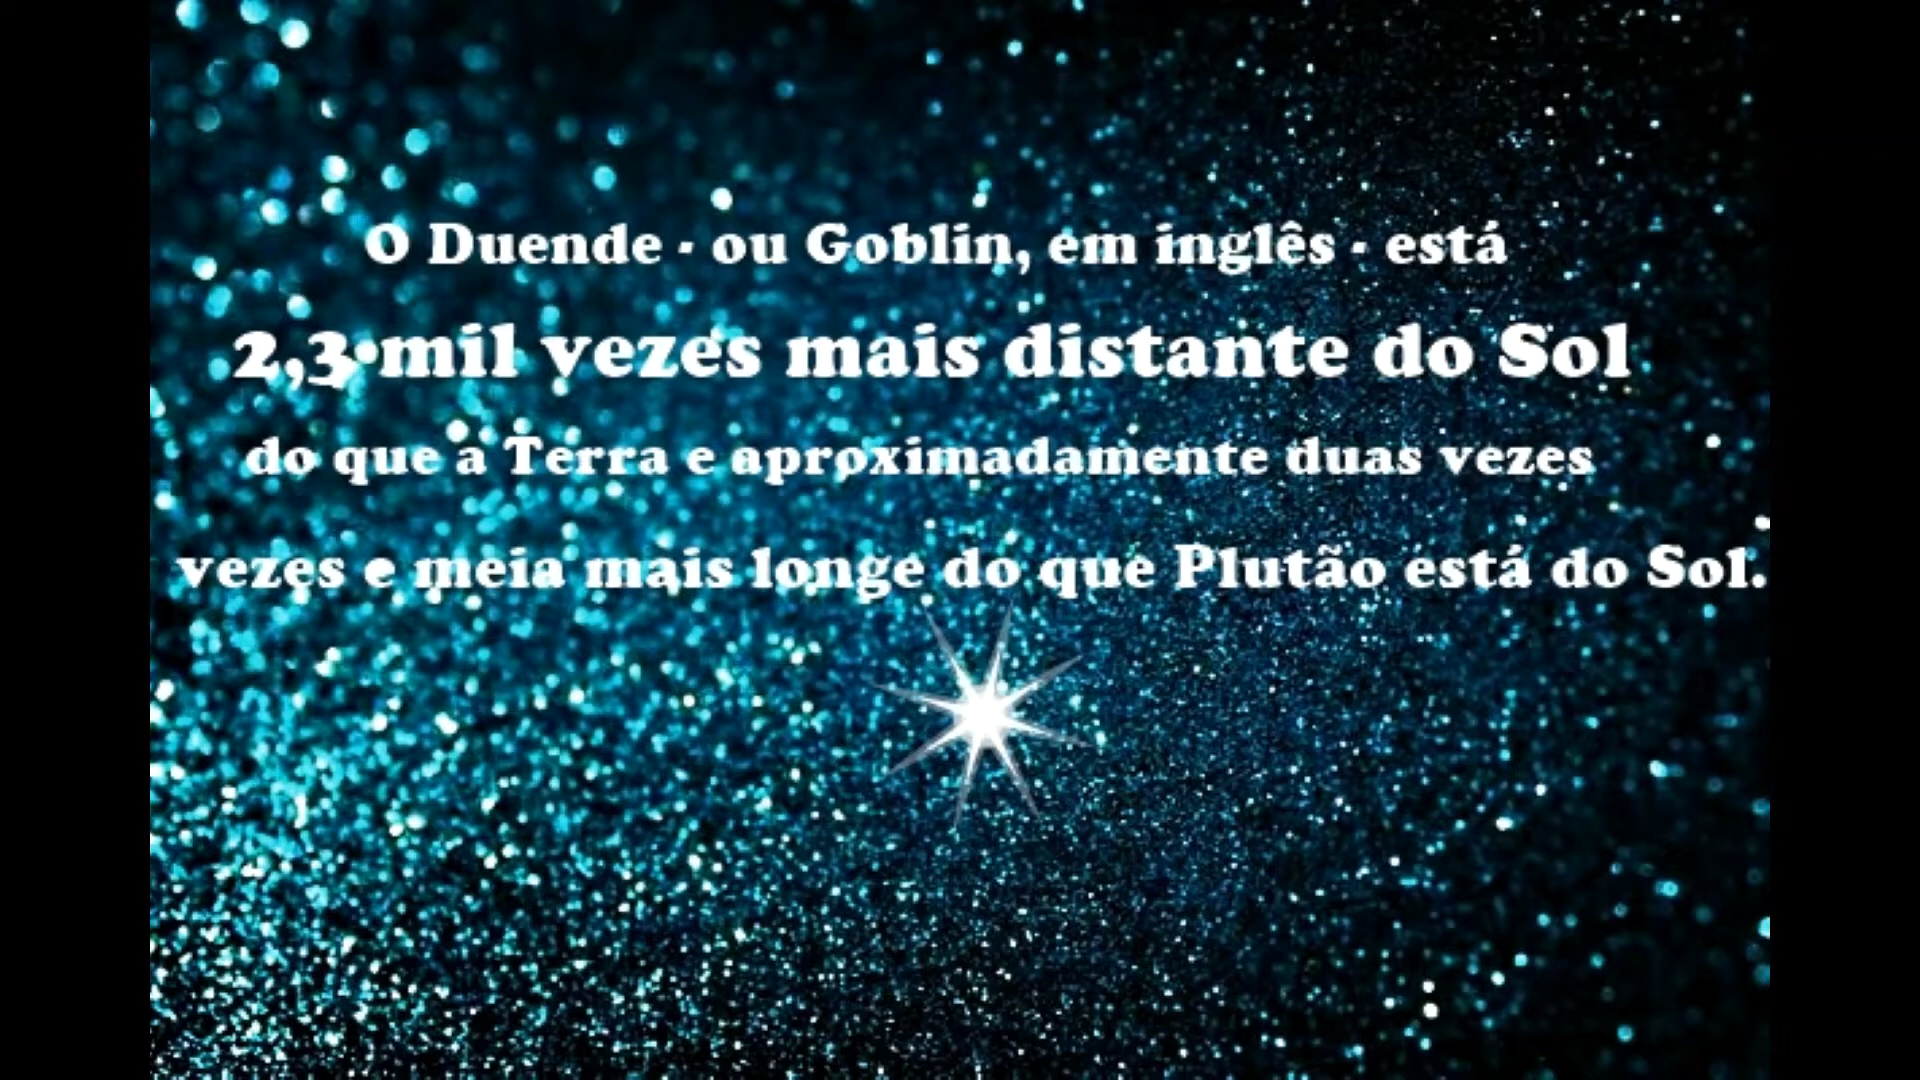 O Duende - ou Goblin, em inglês - está
2,3 mil vezes mais distante do Sol
do que a Terra e aproximadamente duas vezes
vezes e meia mais longe do que Plutão está do Sol.